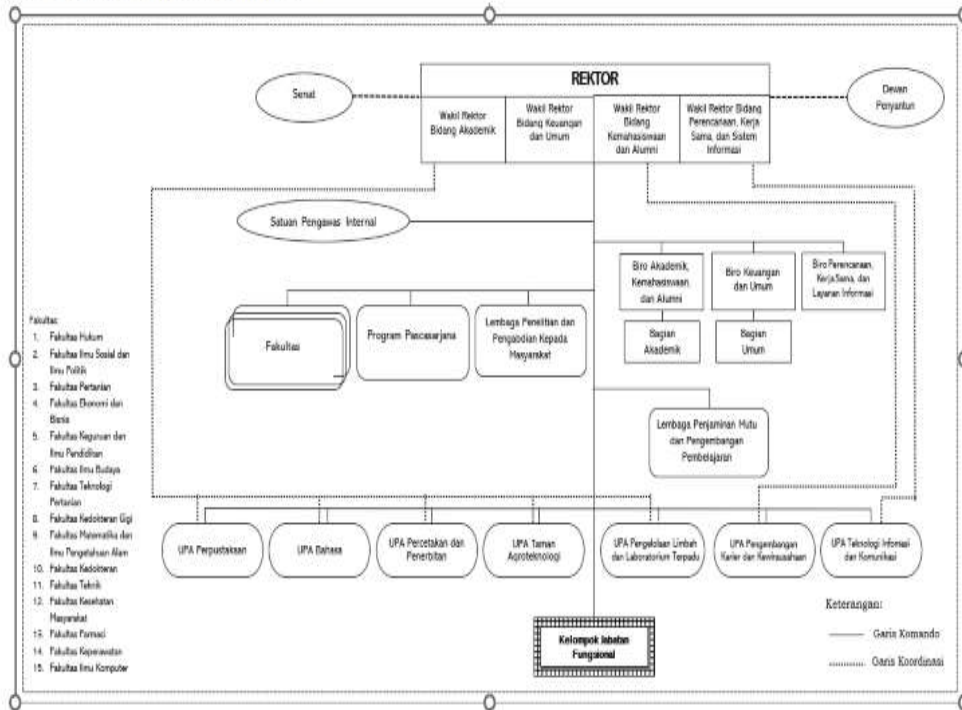 REKTOR
Senat
Dewan
Penyantun
Wakil Rektor
Bidang Akademik
Wakil Rektor
Bidang Keuangan
dan Umum
Wakil Rektor
Bidang
Kemahasiswaan
dan Alumni
Wakil Rektor Bidang
Perencanaan, Kerja
Sama, dan Sistem
Informasi
Satuan Pengawas Internal
Biro Akademik,
Kemahasiswaan,
dan Alumni
Biro Keuangan
dan Umum
Biro Perencanaan,
Kerja Sama, dan
Layanan Informasi
Bagian
Akademik
Bagian
Umum
Fakultas
Program Pascasarjana
Lembaga Penelitian dan
Pengabdian Kepada
Masyarakat
Lembaga Penjaminan Mutu
dan Pengembangan
Pembelajaran
Fakultas:
1. Fakultas Hukum
2. Fakultas Ilmu Sosial dan
Ilmu Politik
3. Fakultas Pertanian
4. Fakultas Ekonomi dan
Bisnis
5. Fakultas Keguruan dan
Ilmu Pendidikan
6. Fakultas Ilmu Budaya
7. Fakultas Teknologi
Pertanian
8. Fakultas Kedokteran Gigi
9. Fakultas Matematika dan
Ilmu Pengetahuan Alam
10. Fakultas Kedokteran
11. Fakultas Teknik
12. Fakultas Kesehatan
Masyarakat
13. Fakultas Farmasi
14. Fakultas Keperawatan
15. Fakultas Ilmu Komputer
UPA Perpustakaan
UPA Bahasa
UPA Percetakan dan
Penerbitan
UPA Taman
Agroteknologi
UPA Pengelolaan Limbah
dan Laboratorium Terpadu
UPA Pengembangan
Karier dan Kewirausahaan
UPA Teknologi Infomasi
dan Komunikasi
Kelompok Jabatan
Fungsional
Keterangan:
Garis Komando
Garis Koordinasi